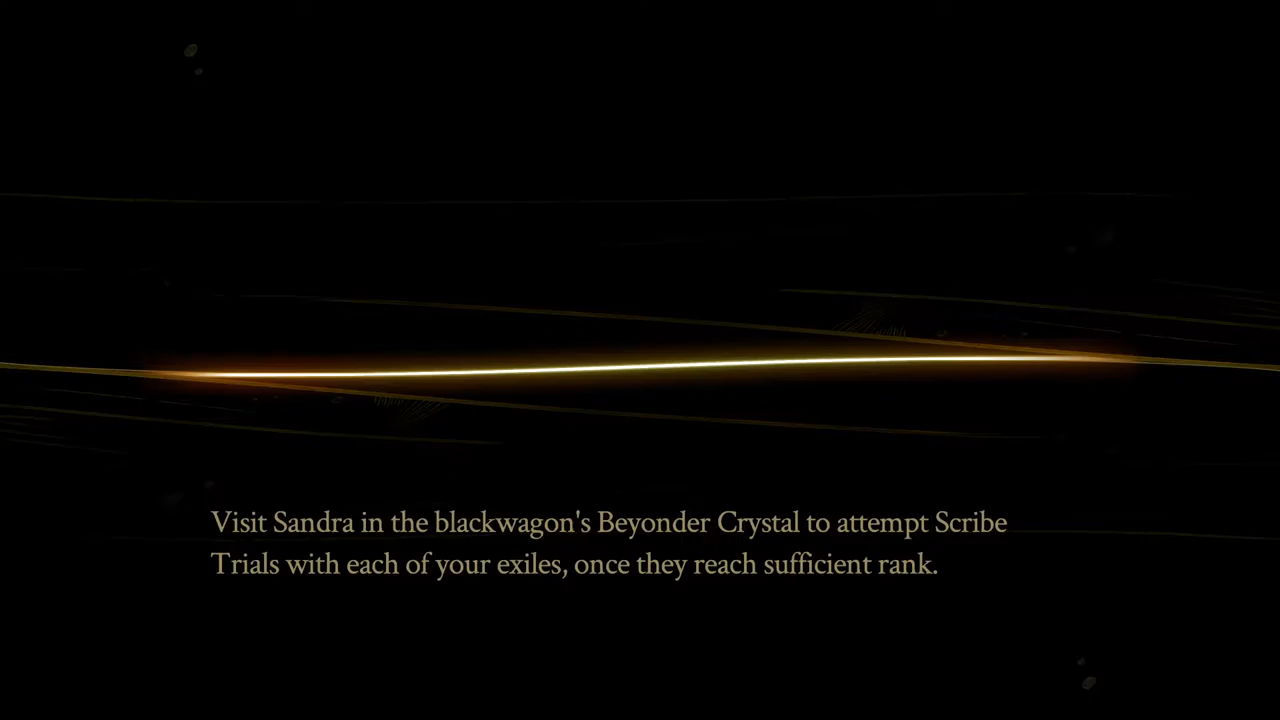 Visit Sandra in the blackwagon's Beyonder Crystal to attempt Scribe
Trials with each of your exiles, once they reach sufficient rank.